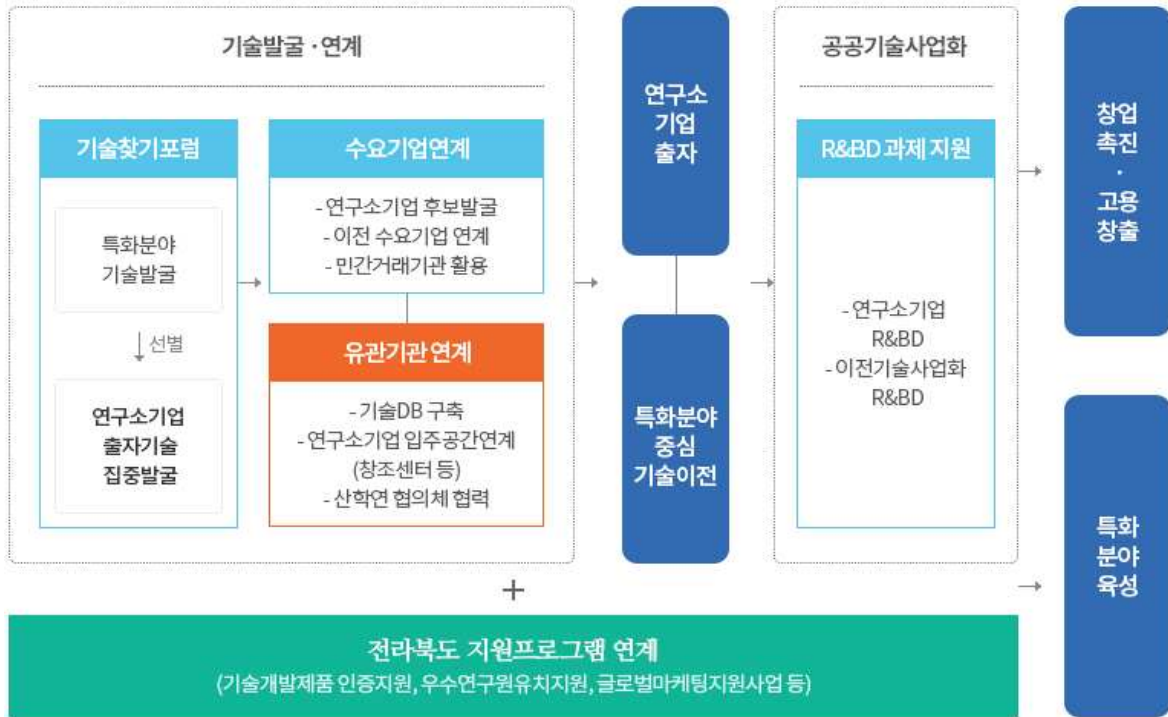 기술발굴·연계
기술찾기포럼
특화분야
기술발굴
선별
연구소기업
출자기술
집중발굴
수요기업연계
- 연구소기업 후보발굴
- 이전 수요기업 연계
- 민간거래기관 활용
유관기관 연계
- 기술DB 구축
- 연구소기업 입주공간연계
(창조센터 등)
- 산학연 협의체 협력
연구소
기업
출자
특화분야
중심
기술이전
공공기술사업화
R&BD 과제 지원
- 연구소기업
R&BD
- 이전기술사업화
R&BD
창업
촉진
·
고용
창출
특화
분야
육성
+
전라북도 지원프로그램 연계
(기술개발제품 인증지원, 우수연구원유치지원, 글로벌마케팅지원사업 등)